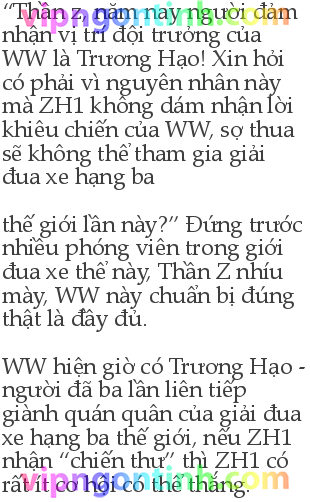 “Thần z, năm nay người đảm
nhận vị trí đội trưởng của
WW là Trương Hạo! Xin hỏi
có phải vì nguyên nhân này
mà ZH1 không dám nhận lời
khiêu chiến của WW, sợ thua
sẽ không thể tham gia giải
đua xe hạng ba
thế giới lần này?” Đứng trước
nhiều phóng viên trong giới
đua xe thể này, Thần Z nhíu
mày, WW này chuẩn bị đúng
thật là đầy đủ.
WW hiện giờ có Trương Hạo -
người đã ba lần liên tiếp
giành quán quân của giải đua
xe hạng ba thế giới, nếu ZH1
nhận “chiến thư” thì ZH1 có
rất ít cơ hội có thể thắng.
vipngontinh.com
vipngontinh.com